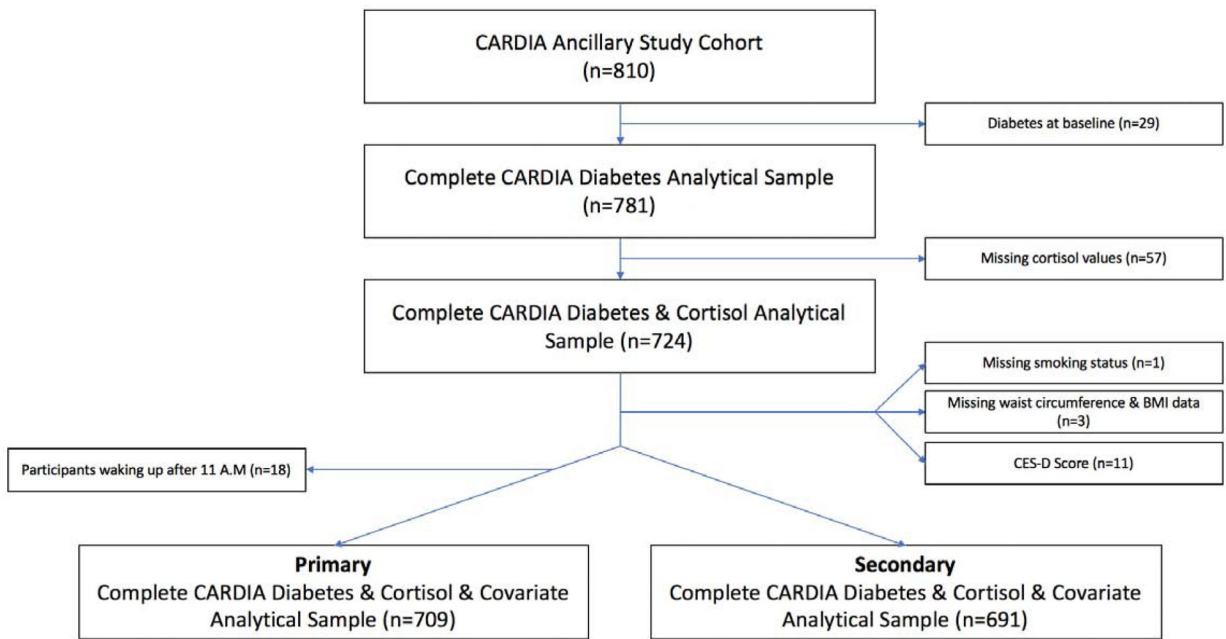 CARDIA Ancillary Study Cohort
(n=810)
Diabetes at baseline (n=29)
Complete CARDIA Diabetes Analytical Sample
(n=781)
Missing cortisol values (n=57)
Complete CARDIA Diabetes & Cortisol Analytical
Sample (n=724)
Missing smoking status (n=1)
Missing waist circumference & BMI data
(n=3)
CES-D Score (n=11)
Participants waking up after 11 A.M (n=18)
Primary
Complete CARDIA Diabetes & Cortisol & Covariate
Analytical Sample (n=709)
Secondary
Complete CARDIA Diabetes & Cortisol & Covariate
Analytical Sample (n=691)